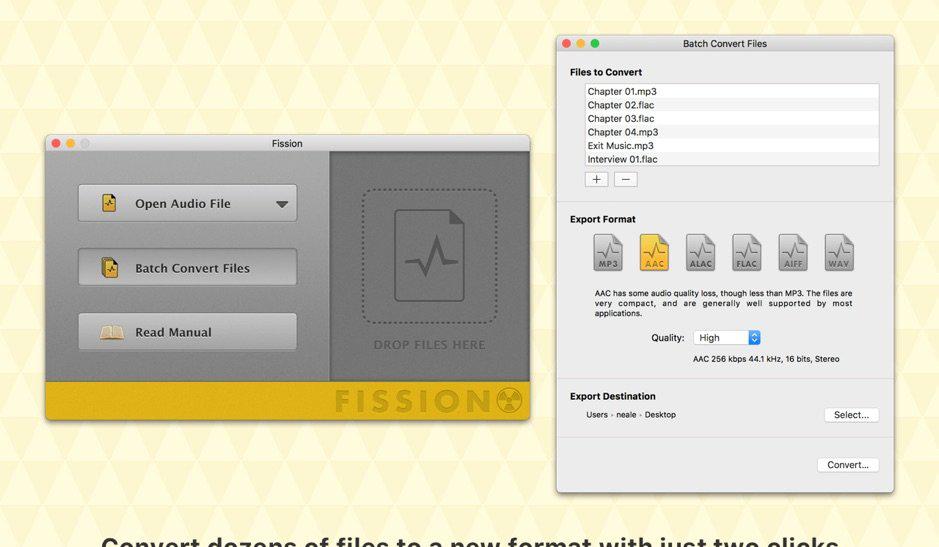 Fission
Open Audio File
Batch Convert Files
Read Manual
DROP FILES HERE
FISSION
Batch Convert Files
Files to Convert
Chapter 01.mp3
Chapter 02.flac
Chapter 03.flac
Chapter 04.mp3
Exit Music.mp3
Interview 01.flac
+ −
Export Format
MP3 AAC ALAC FLAC AIFF WAV
AAC has some audio quality loss, though less than MP3. The files are
very compact, and are generally well supported by most
applications.
Quality: High
AAC 256 kbps 44.1 kHz, 16 bits, Stereo
Export Destination
Users › neale › Desktop Select...
Convert...
Convert dozens of files to a new format with just two clicks